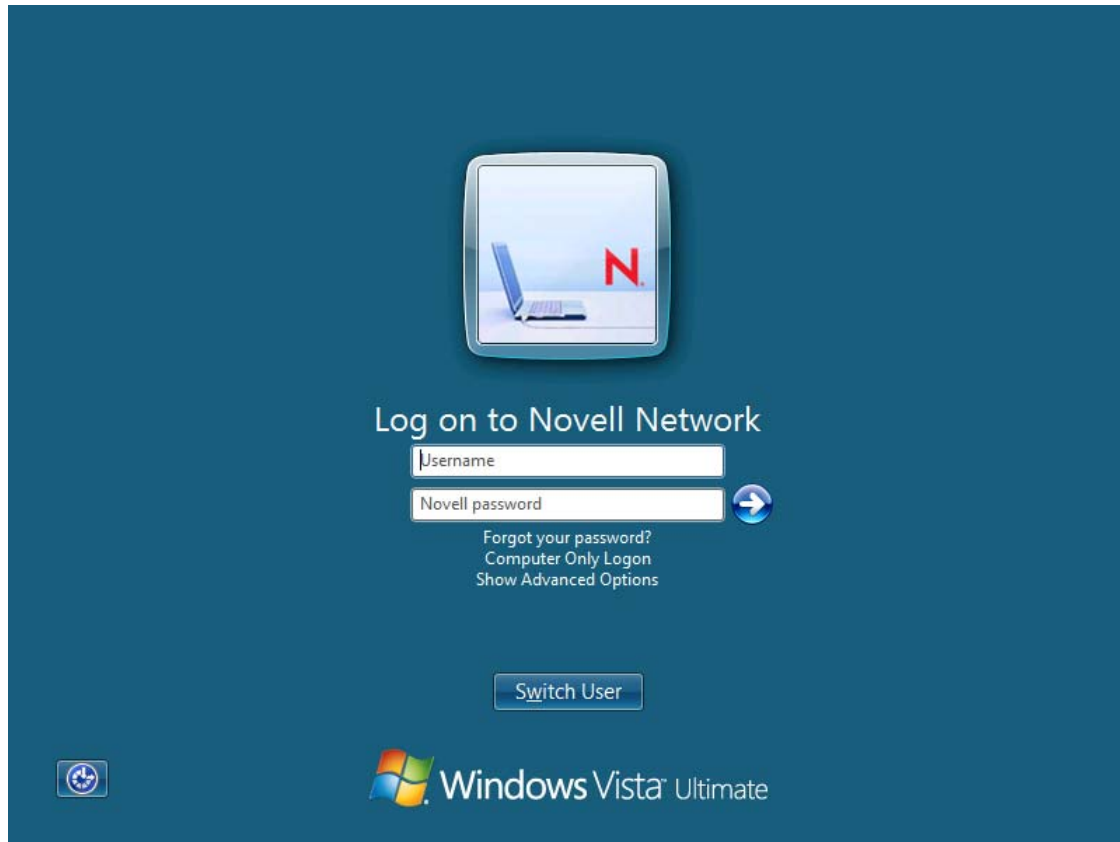 N
Log on to Novell Network
Username
Novell password
Forgot your password?
Computer Only Logon
Show Advanced Options
Switch User
Windows Vista™ Ultimate